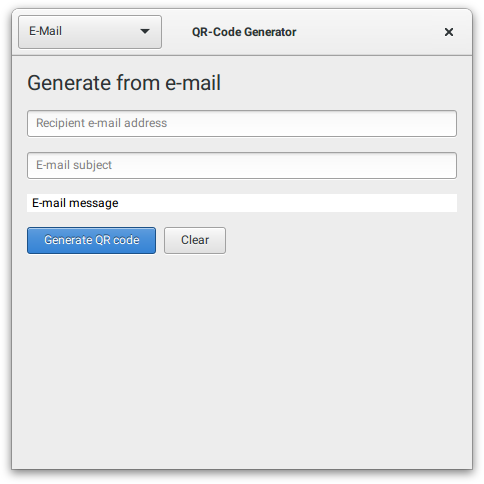 E-Mail
QR-Code Generator
Generate from e-mail
Recipient e-mail address
E-mail subject
E-mail message
Generate QR code
Clear